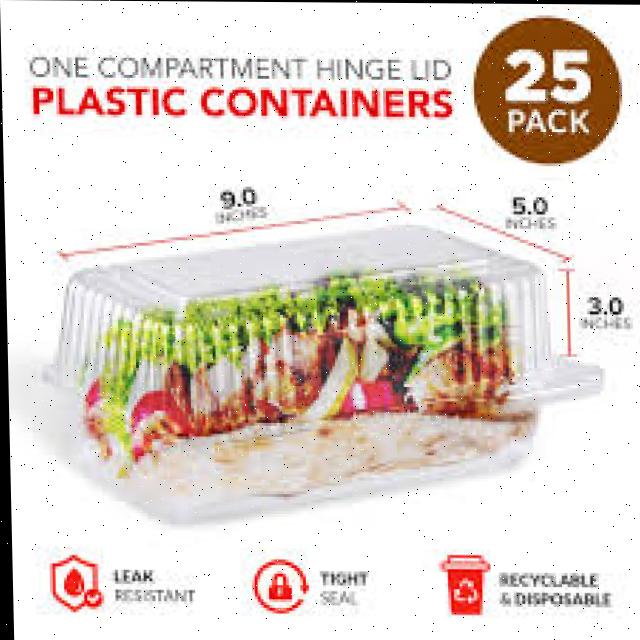 ONE COMPARTMENT HINGE LID
PLASTIC CONTAINERS
25
PACK
9.0
INCHES
5.0
INCHES
3.0
INCHES
LEAK
RESISTANT
TIGHT
SEAL
RECYCLABLE
& DISPOSABLE